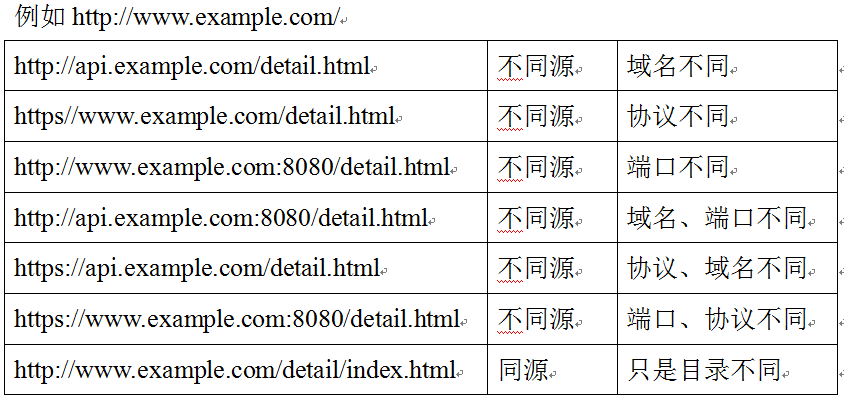 例如 http://www.example.com/
http://api.example.com/detail.html 不同源 域名不同
https//www.example.com/detail.html 不同源 协议不同
http://www.example.com:8080/detail.html 不同源 端口不同
http://api.example.com:8080/detail.html 不同源 域名、端口不同
https://api.example.com/detail.html 不同源 协议、域名不同
https://www.example.com:8080/detail.html 不同源 端口、协议不同
http://www.example.com/detail/index.html 同源 只是目录不同